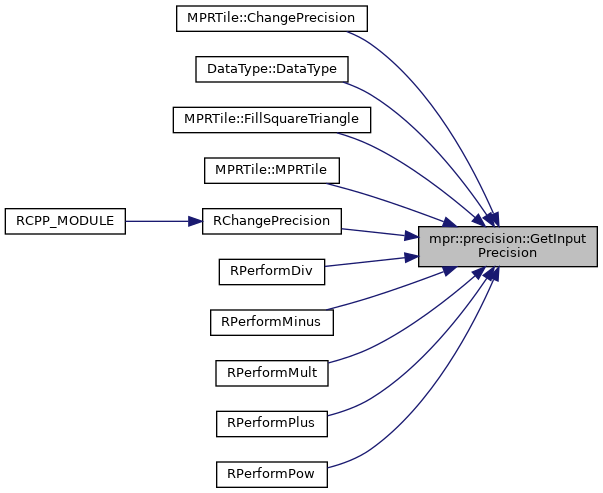 MPRTile::ChangePrecision
DataType::DataType
MPRTile::FillSquareTriangle
MPRTile::MPRTile
RCPP_MODULE
RChangePrecision
mpr::precision::GetInput
Precision
RPerformDiv
RPerformMinus
RPerformMult
RPerformPlus
RPerformPow